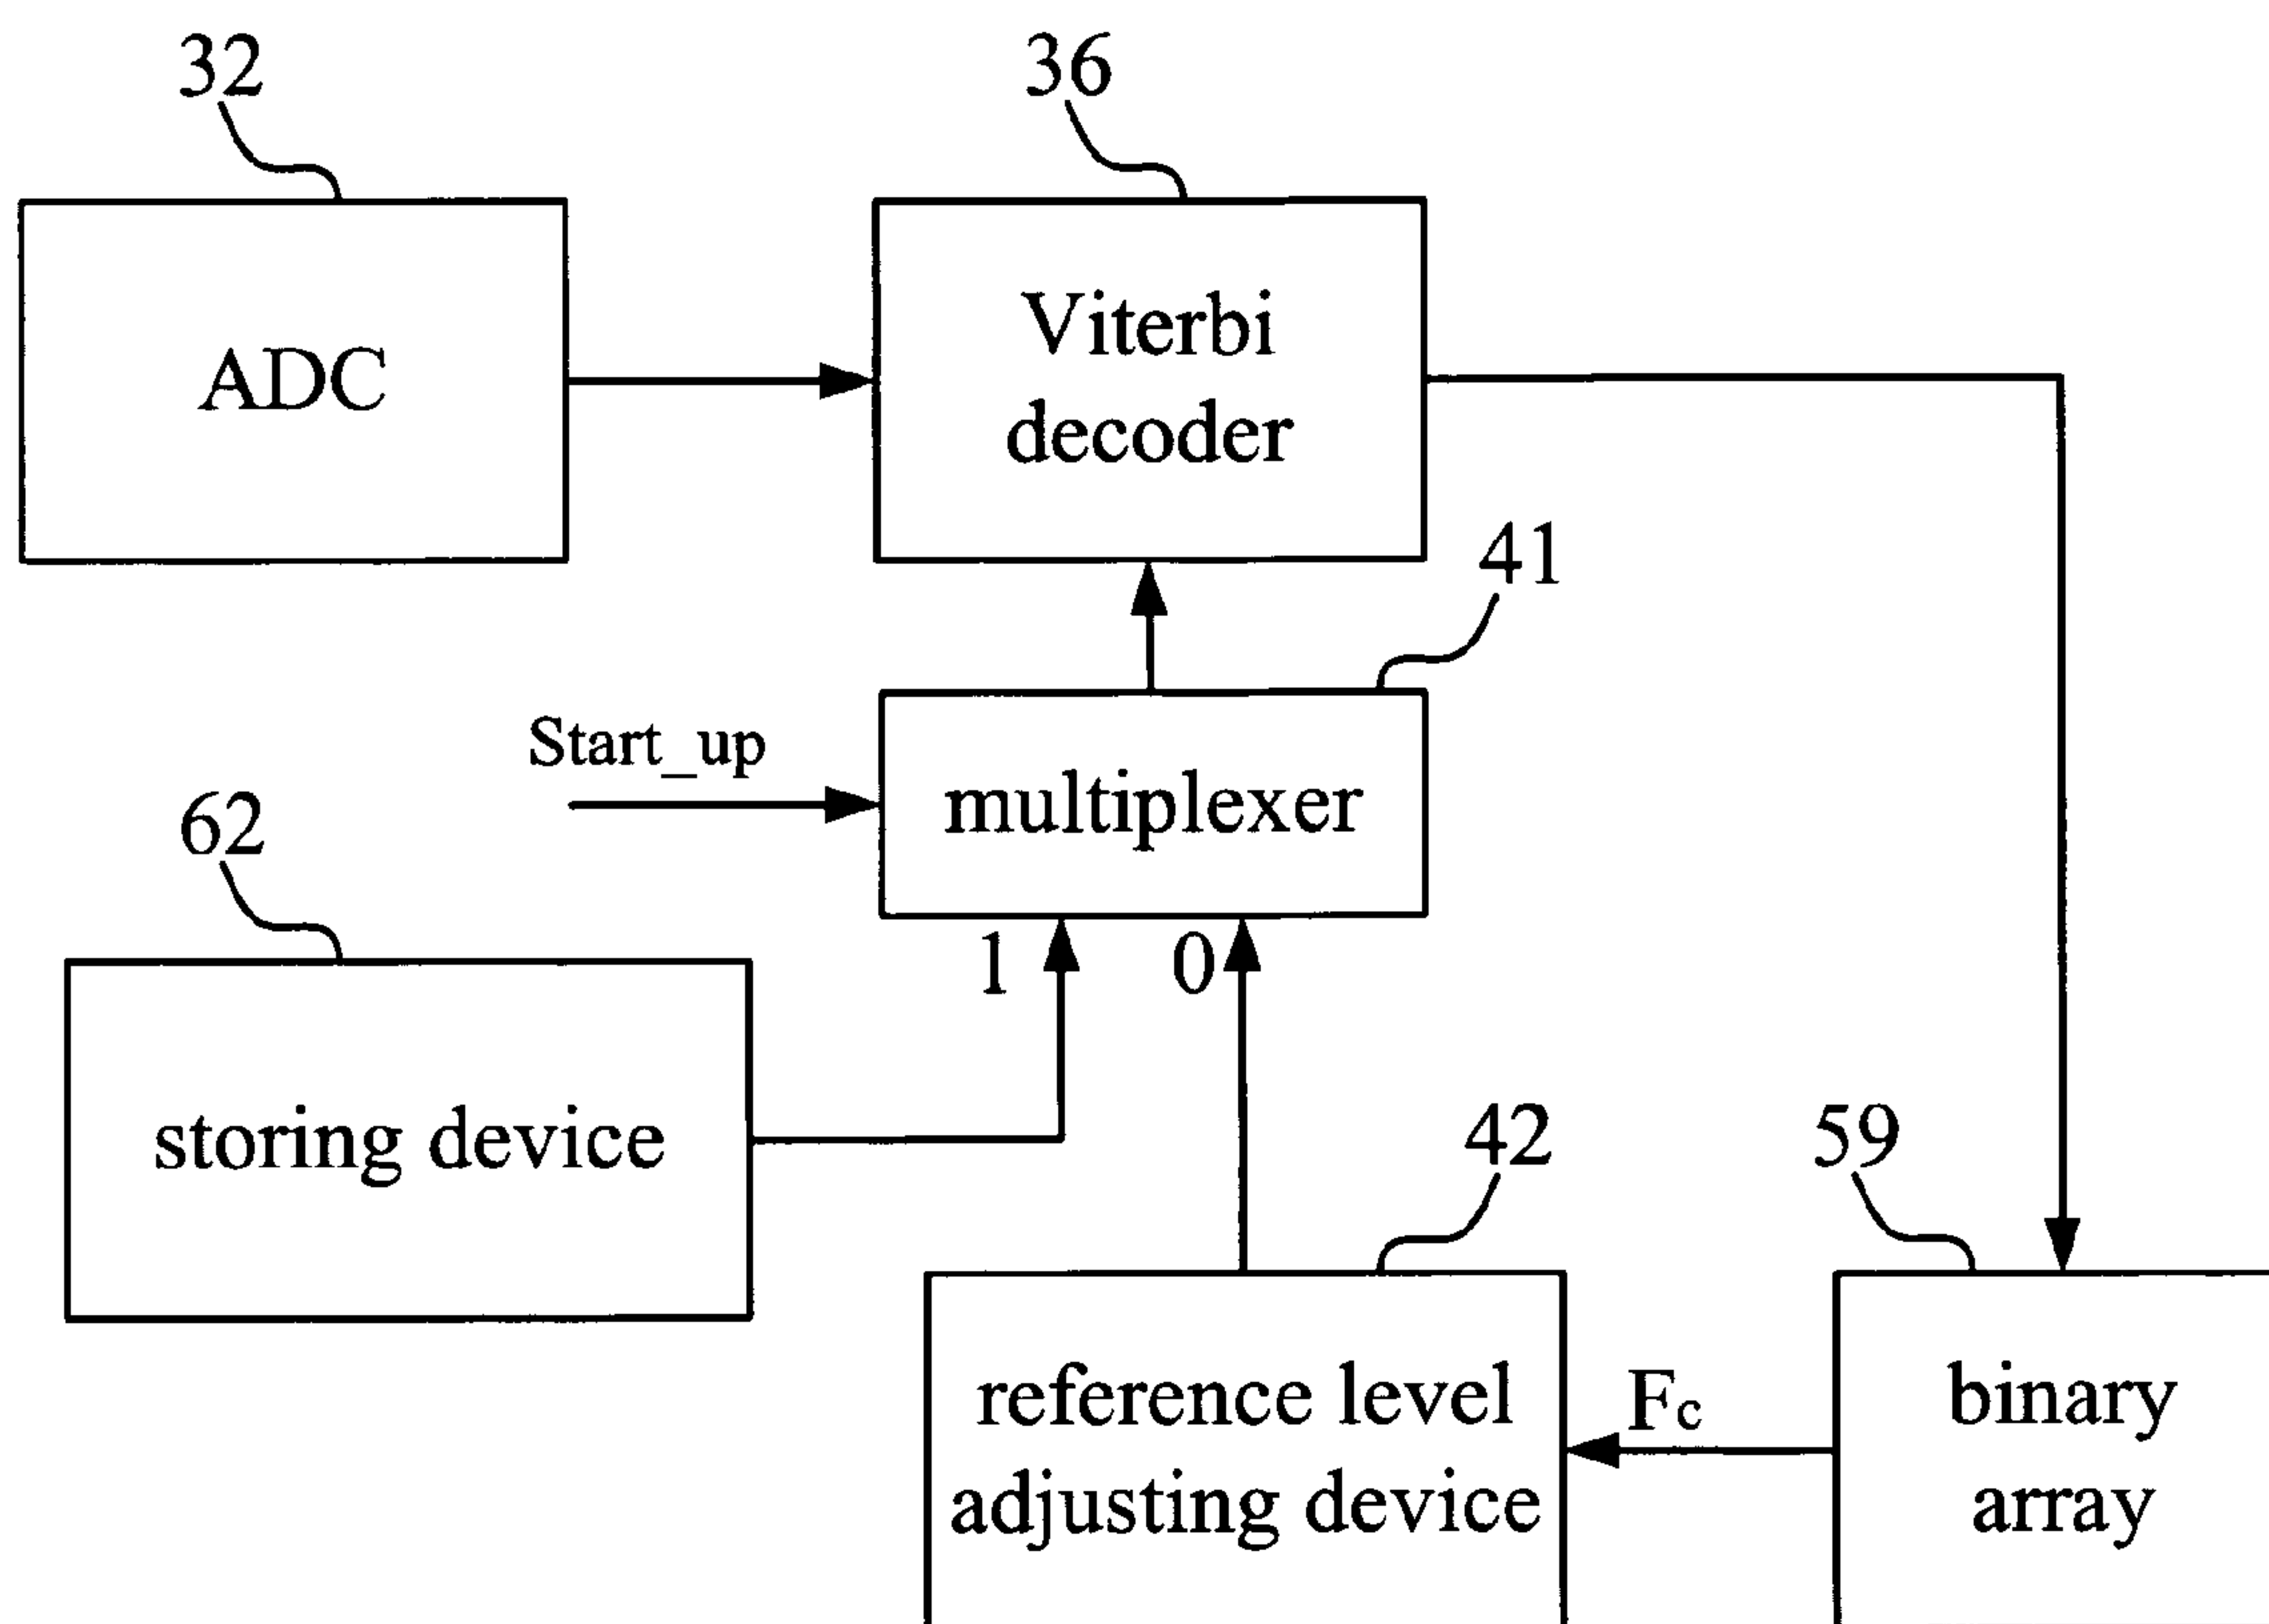 32
36
ADC
Viterbi
decoder
41
Start_up
multiplexer
62
1
0
storing device
42
59
reference level
adjusting device
Fc
binary
array